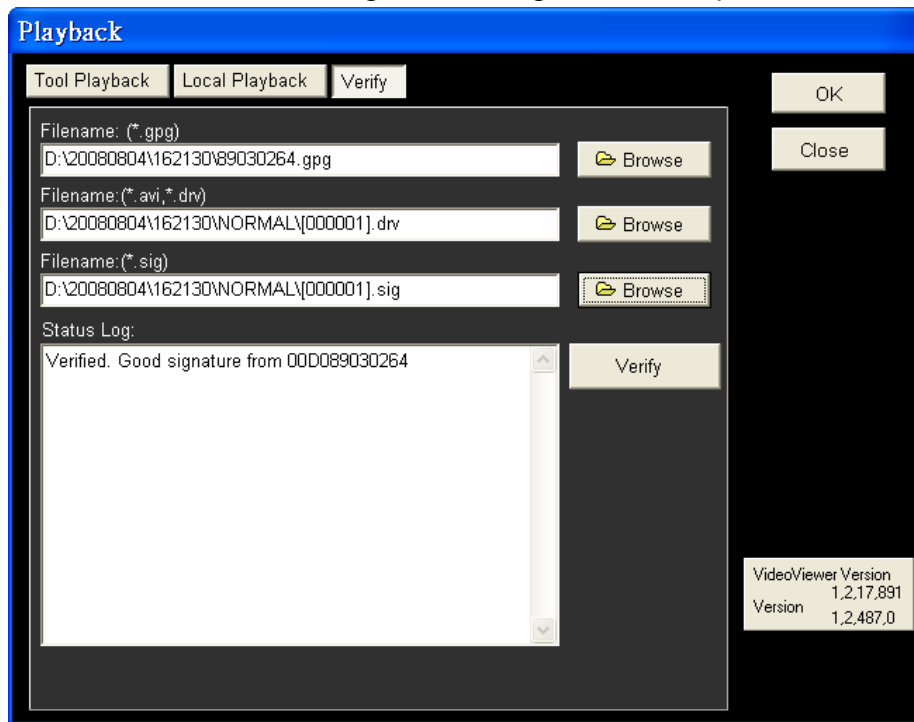 Playback
Tool Playback Local Playback Verify
OK
Close
Filename: (*.gpg)
D:\20080804\162130\89030264.gpg
Browse
Filename:(*.avi,*.drv)
D:\20080804\162130\NORMAL\[000001].drv
Browse
Filename:(*.sig)
D:\20080804\162130\NORMAL\[000001].sig
Browse
Status Log:
Verified. Good signature from 00D089030264
Verify
VideoViewer Version
1,2,17,891
Version
1,2,487,0